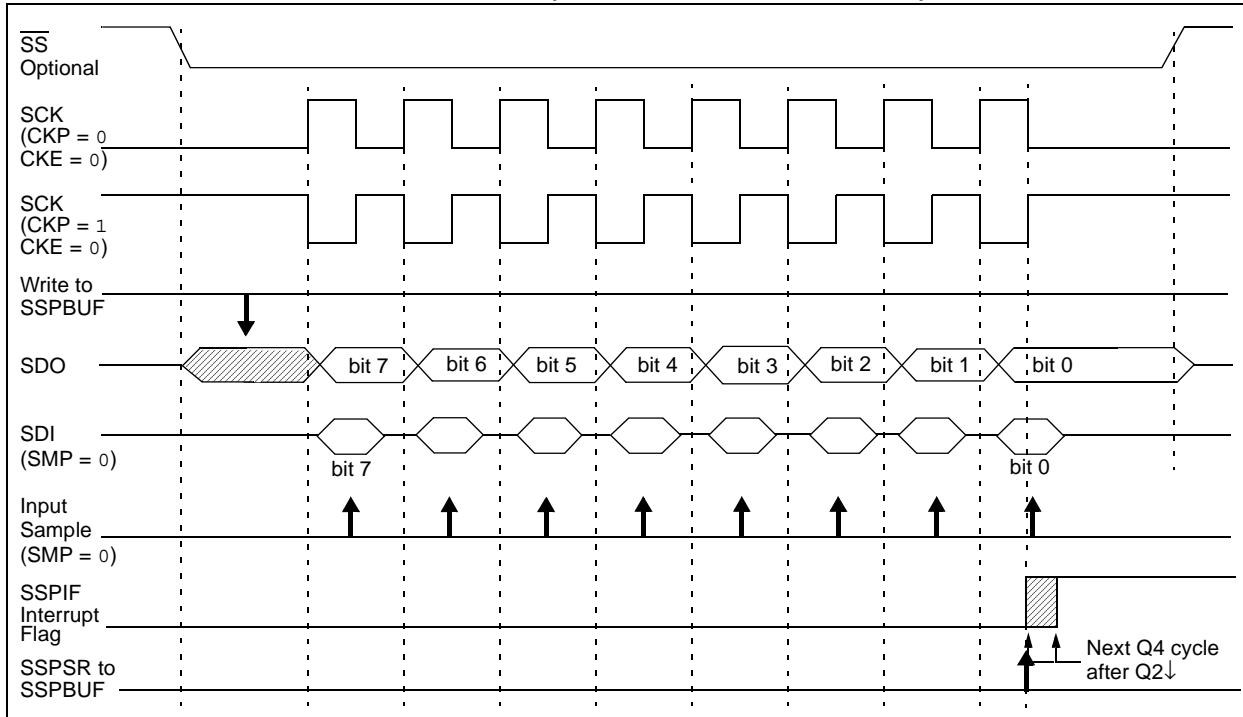 SS
Optional
SCK
(CKP = 0
CKE = 0)
SCK
(CKP = 1
CKE = 0)
Write to
SSPBUF
SDO
bit 7 bit 6 bit 5 bit 4 bit 3 bit 2 bit 1 bit 0
SDI
(SMP = 0)
bit 7 bit 0
Input
Sample
(SMP = 0)
SSPIF
Interrupt
Flag
Next Q4 cycle
after Q2↓
SSPSR to
SSPBUF